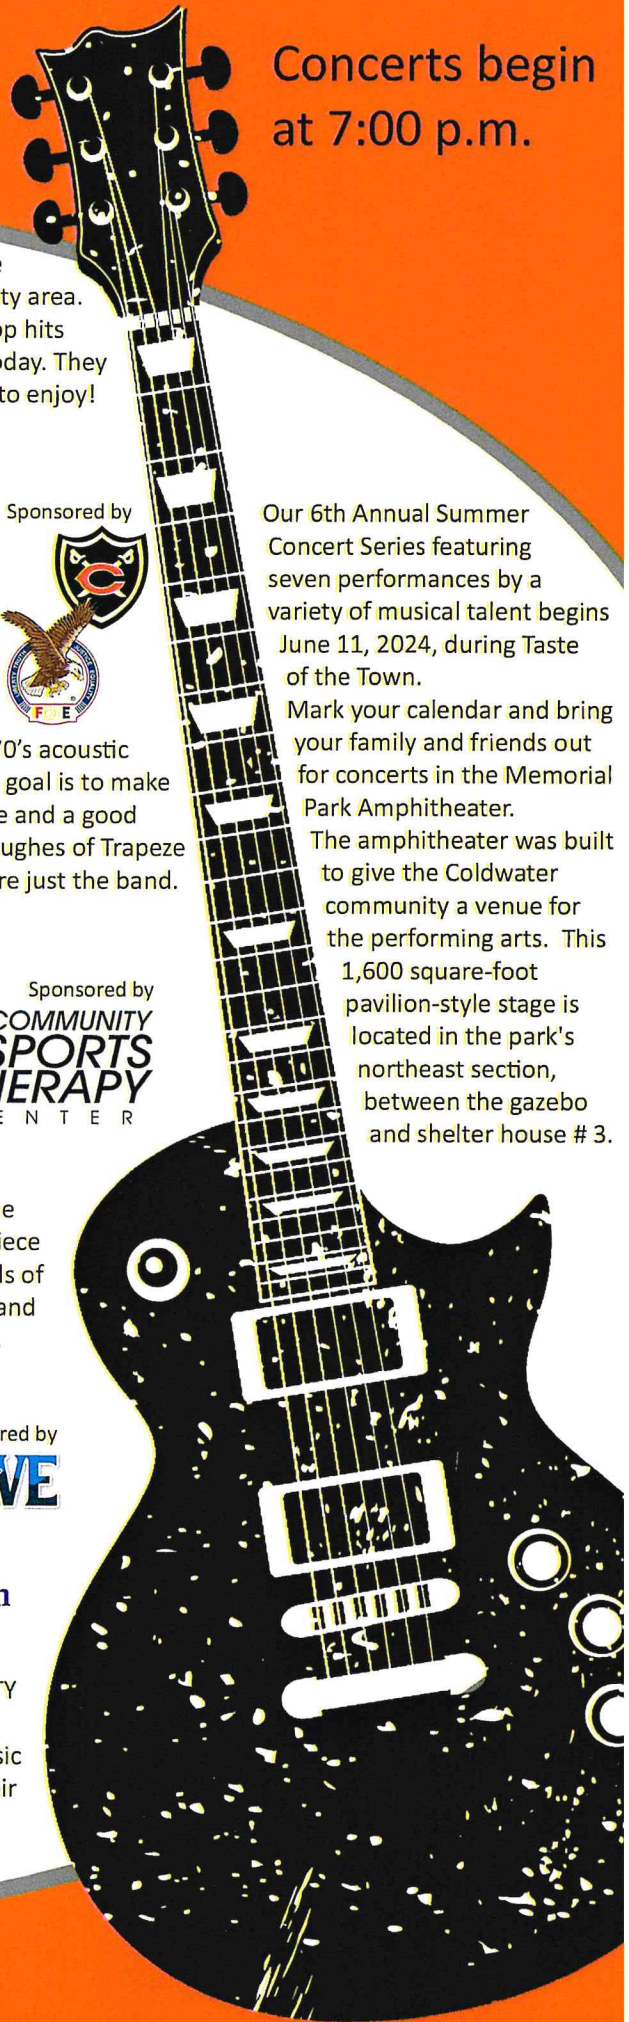 Concerts begin
at 7:00 p.m.
ty area.
hits
They
to enjoy!
Sponsored by
C
LIBERTY TRUTH JUSTICE EQUALITY
F O E
Our 6th Annual Summer
Concert Series featuring
seven performances by a
variety of musical talent begins
June 11, 2024, during Taste
of the Town.
Mark your calendar and bring
your family and friends out
for concerts in the Memorial
Park Amphitheater.
The amphitheater was built
to give the Coldwater
community a venue for
the performing arts.  This
1,600 square-foot
pavilion-style stage is
located in the park's
northeast section,
between the gazebo
and shelter house # 3.
0's acoustic
goal is to make
e and a good
ughes of Trapeze
re just the band.
Sponsored by
COMMUNITY
SPORTS
HERAPY
E N T E R
e
iece
ls of
and
red by
VE
n
TY
sic
ir